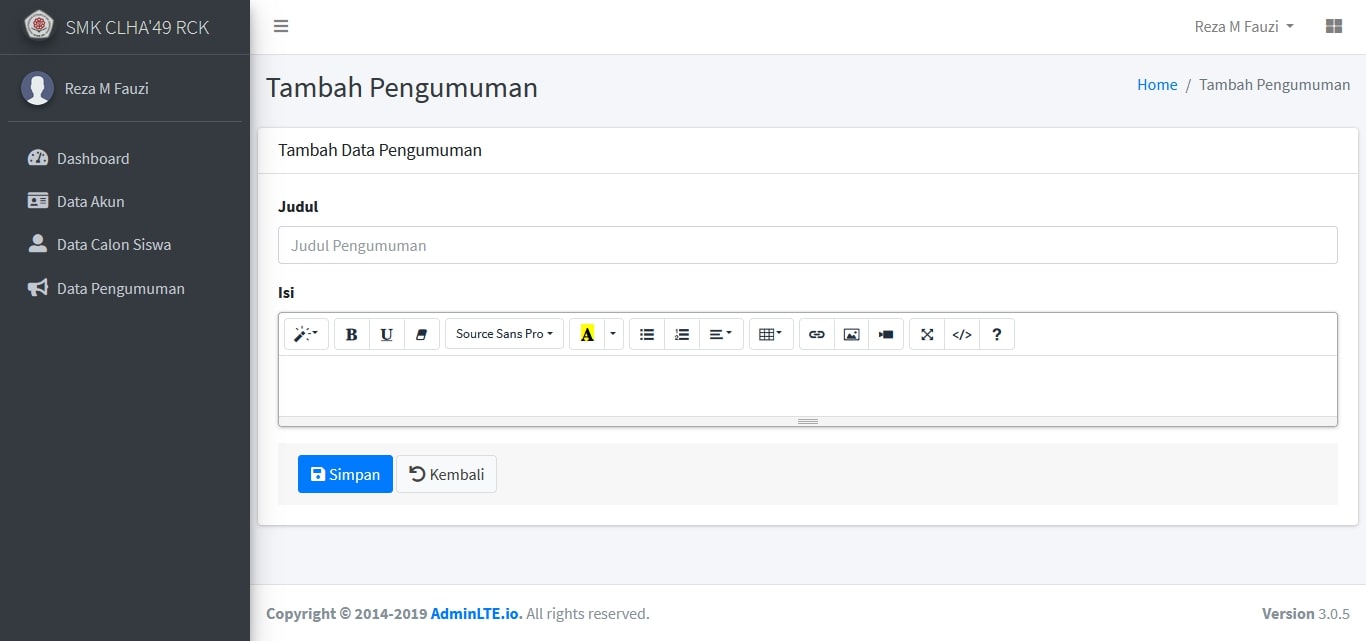 SMK CLHA'49 RCK
Reza M Fauzi
Reza M Fauzi
Dashboard
Data Akun
Data Calon Siswa
Data Pengumuman
Tambah Pengumuman
Home / Tambah Pengumuman
Tambah Data Pengumuman
Judul
Judul Pengumuman
Isi
B U Source Sans Pro A </> ?
Simpan Kembali
Copyright © 2014-2019 AdminLTE.io. All rights reserved.
Version 3.0.5